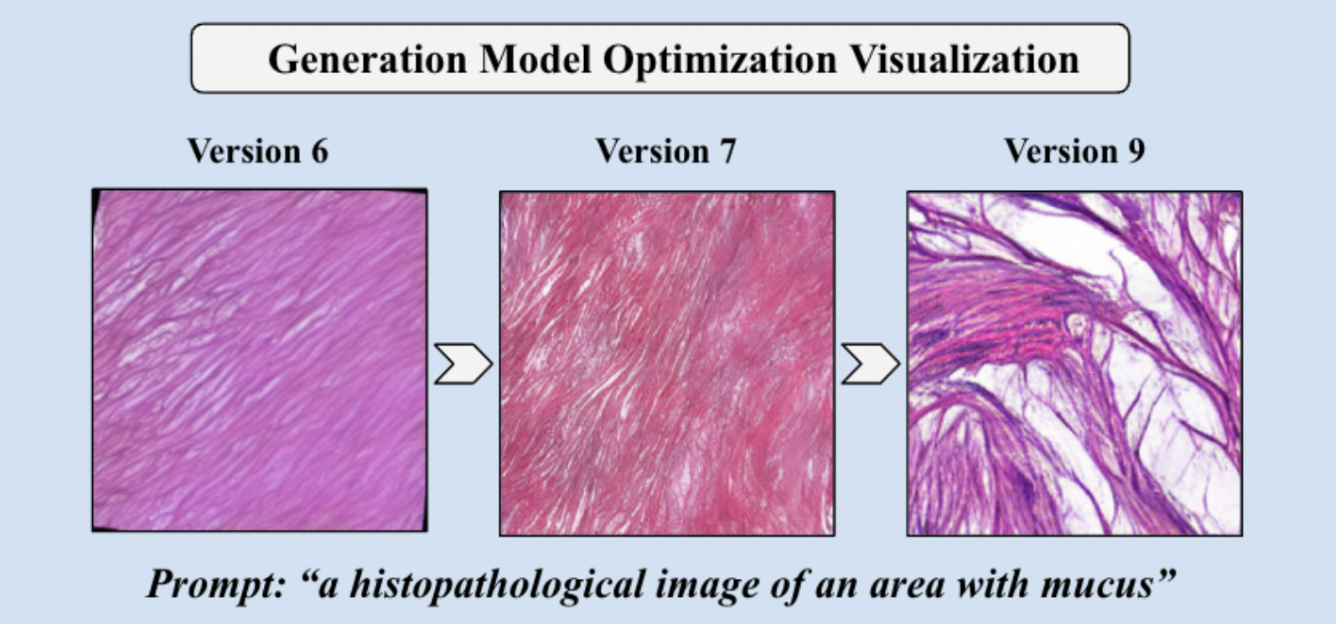 Generation Model Optimization Visualization
Version 6
Version 7
Version 9
Prompt: “a histopathological image of an area with mucus”